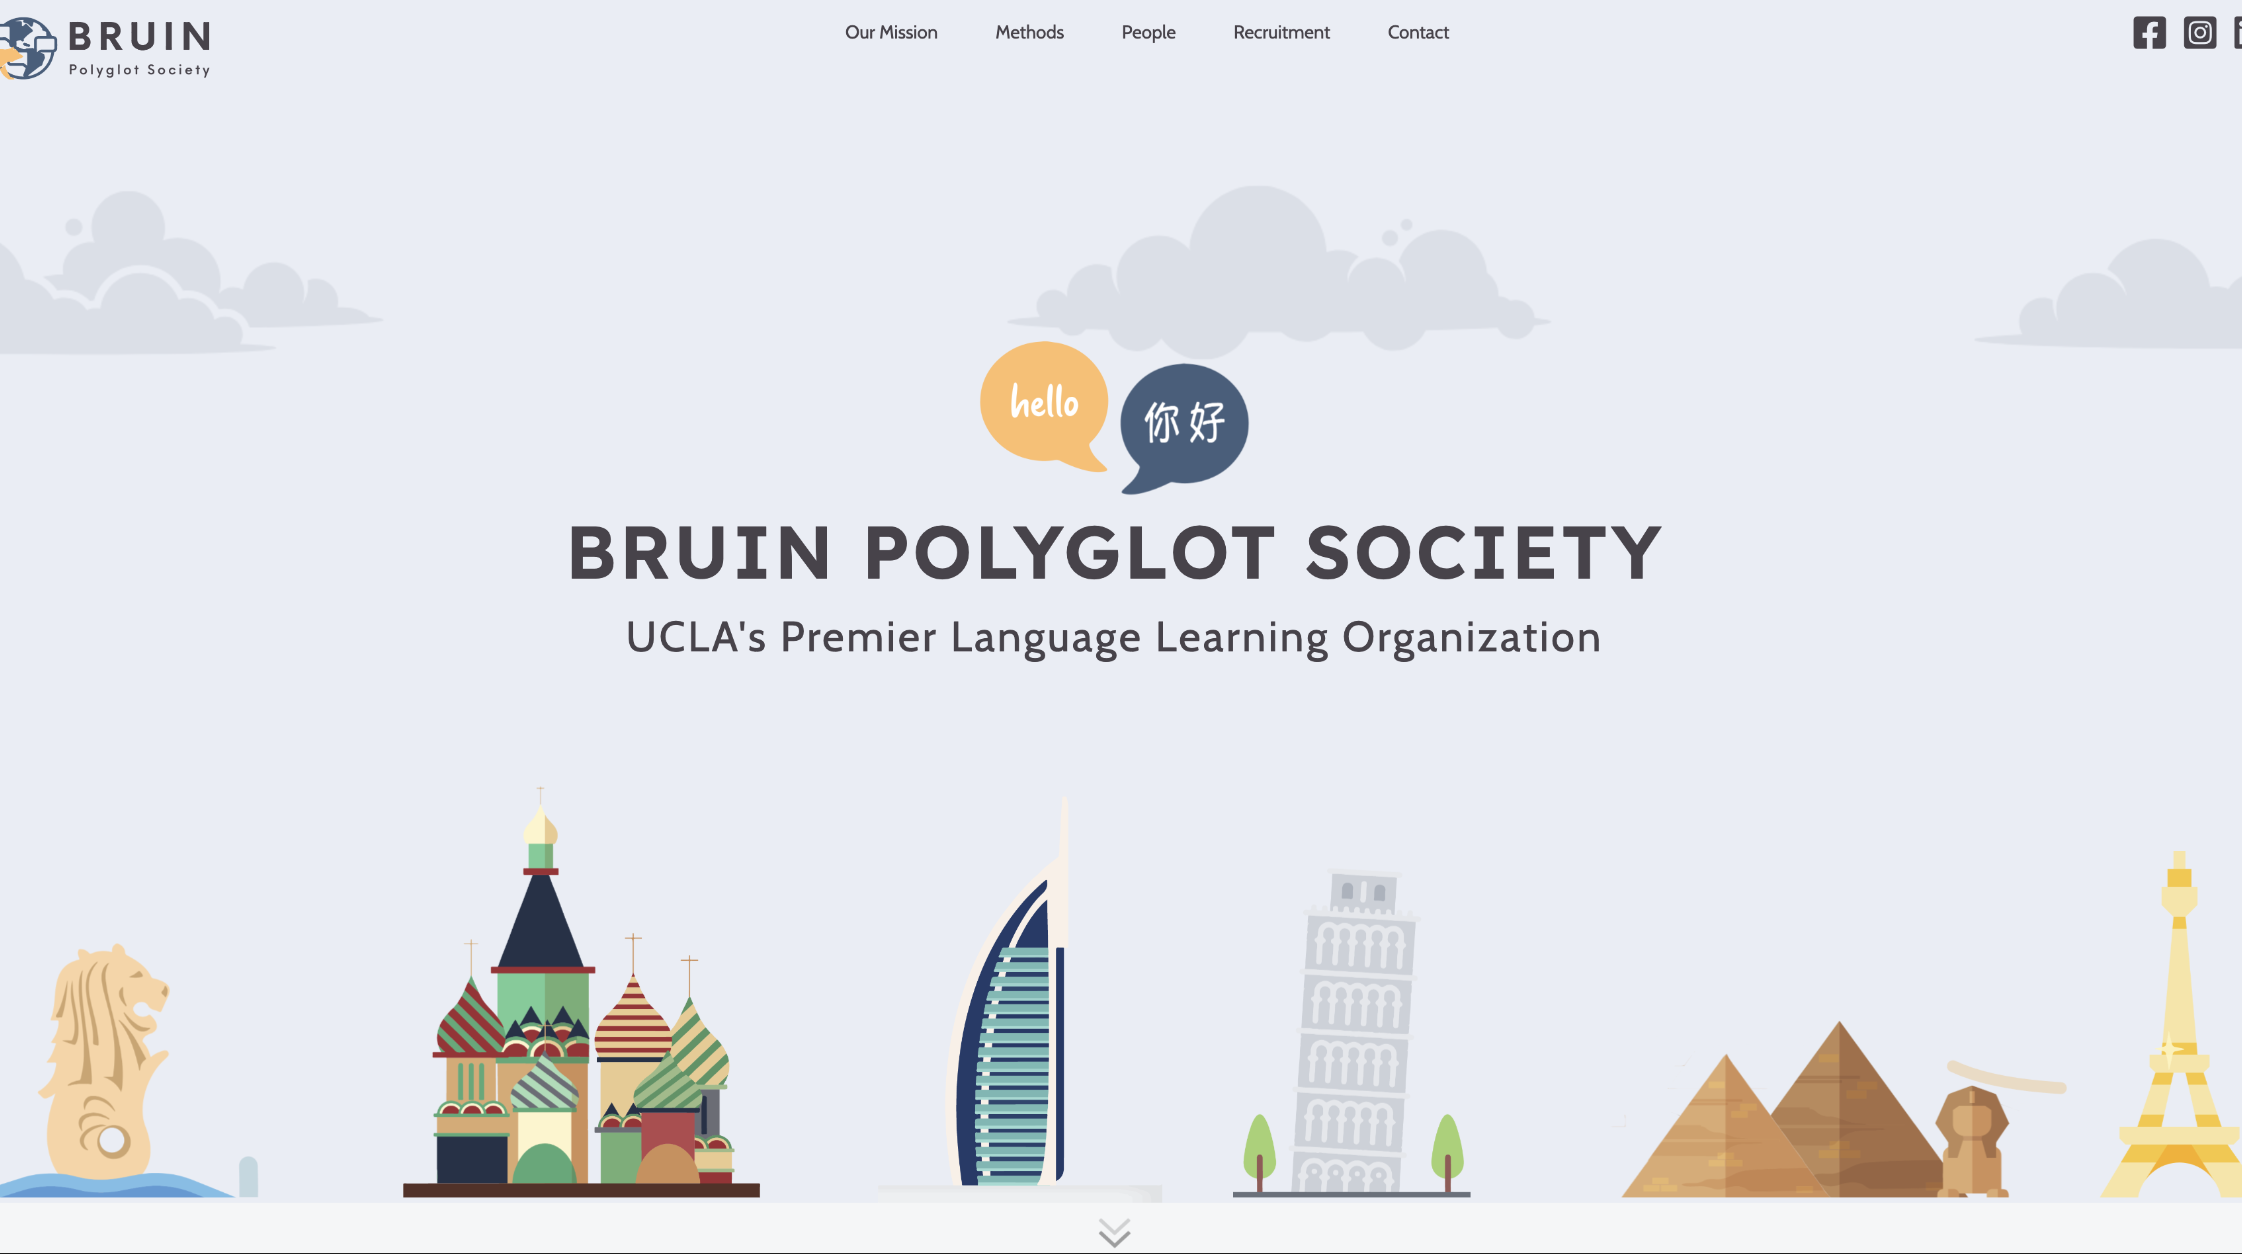 BRUIN
Polyglot Society
Our Mission
Methods
People
Recruitment
Contact
hello
你好
BRUIN POLYGLOT SOCIETY
UCLA's Premier Language Learning Organization